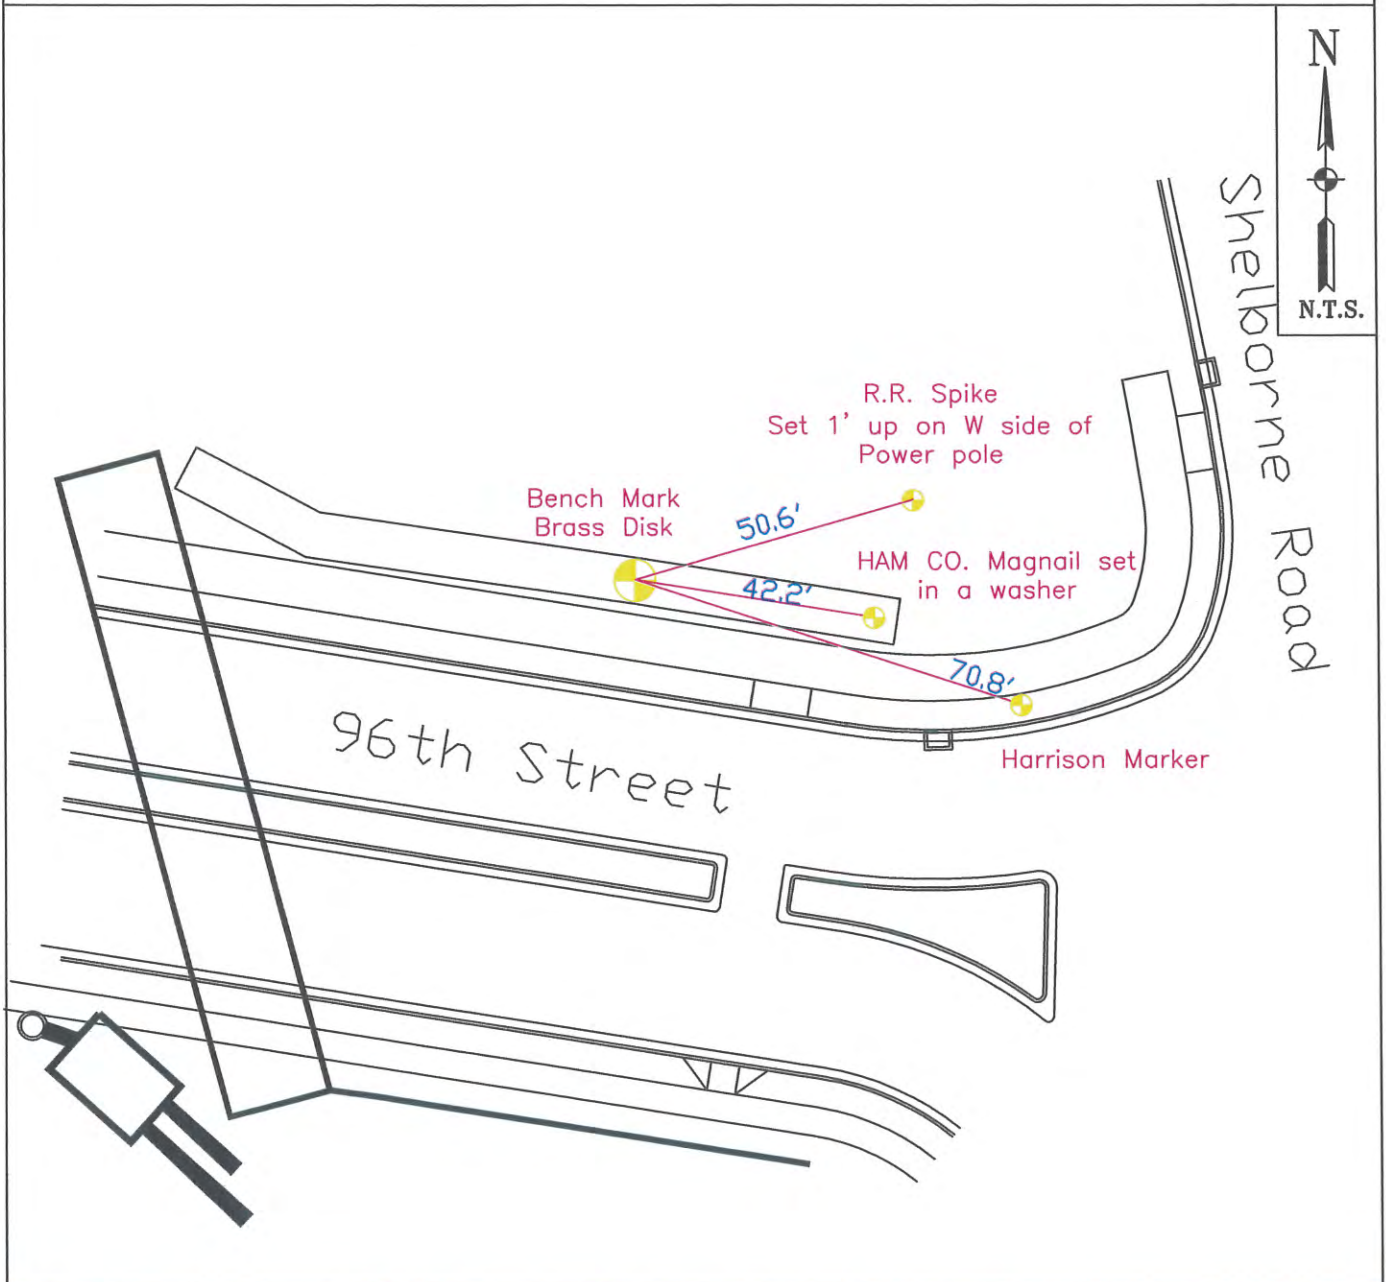 N
N.T.S.
Shelborne Road
R.R. Spike
Set 1' up on W side of
Power pole
Bench Mark
Brass Disk
50.6'
HAM CO. Magnail set
in a washer
42.2'
70.8'
Harrison Marker
96th Street